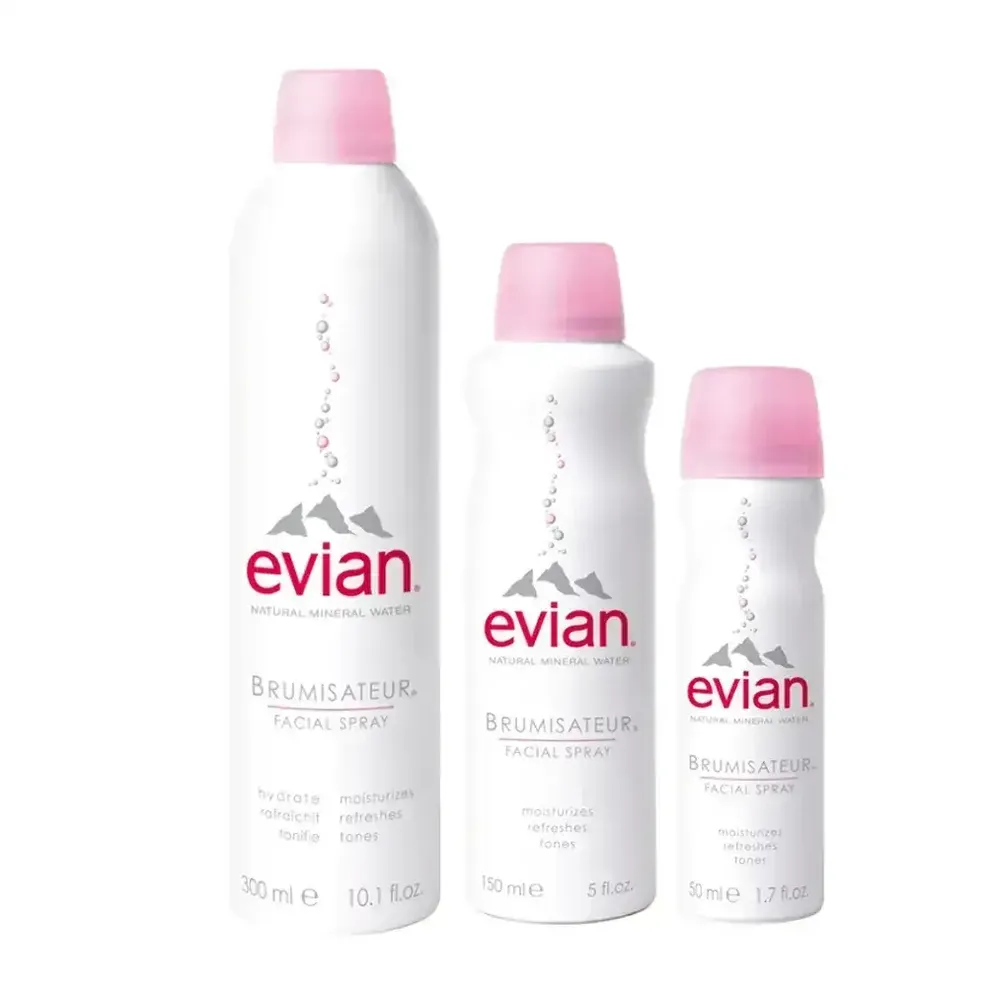 evian®
NATURAL MINERAL WATER
BRUMISATEUR®
FACIAL SPRAY
hydrate moisturizes
rafraîchit refreshes
tonifie tones
300 ml e 10.1 fl.oz.
evian®
NATURAL MINERAL WATER
BRUMISATEUR®
FACIAL SPRAY
moisturizes
refreshes
tones
150 ml e 5 fl.oz.
evian®
NATURAL MINERAL WATER
BRUMISATEUR®
FACIAL SPRAY
moisturizes
refreshes
tones
50 ml e 1.7 fl.oz.